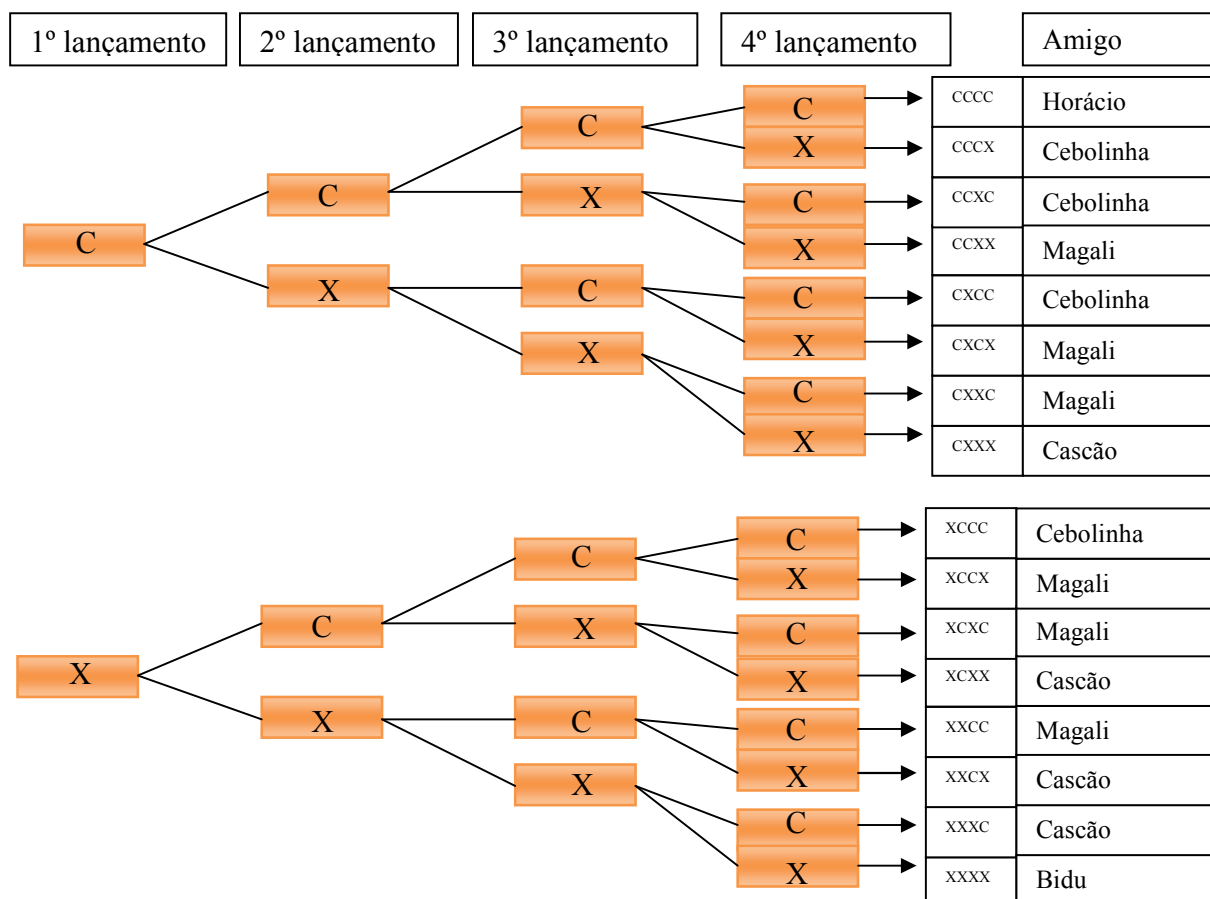 1º lançamento 2º lançamento 3º lançamento 4º lançamento Amigo
C CCCC Horácio
C
X CCCX Cebolinha
C
X
C CCXC Cebolinha
C
X CCXX Magali
X
C
C CXCC Cebolinha
X CXCX Magali
X
C CXXC Magali
X CXXX Cascão
C XCCC Cebolinha
C
X XCCX Magali
C
X
C XCXC Magali
X
X XCXX Cascão
X
C
C XXCC Magali
X XXCX Cascão
X
C XXXC Cascão
X XXXX Bidu